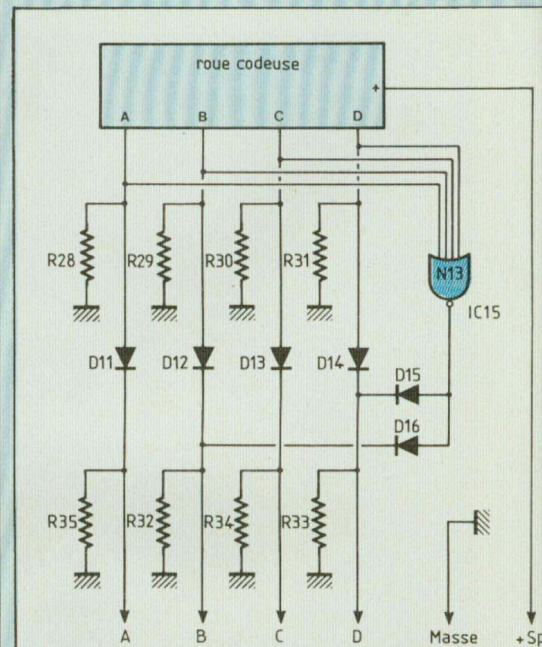 roue codeuse
+
A B C D
R28 R29 R30 R31
N13
IC15
D11 D12 D13 D14 D15
D16
R35 R32 R34 R33
A B C D Masse